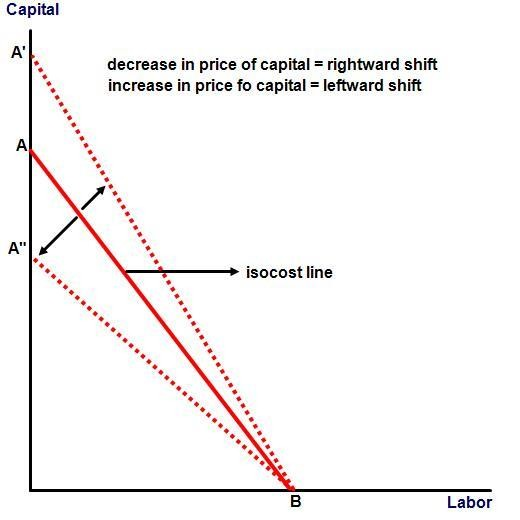 Capital
A'
decrease in price of capital = rightward shift
increase in price fo capital = leftward shift
A
A"
isocost line
B
Labor